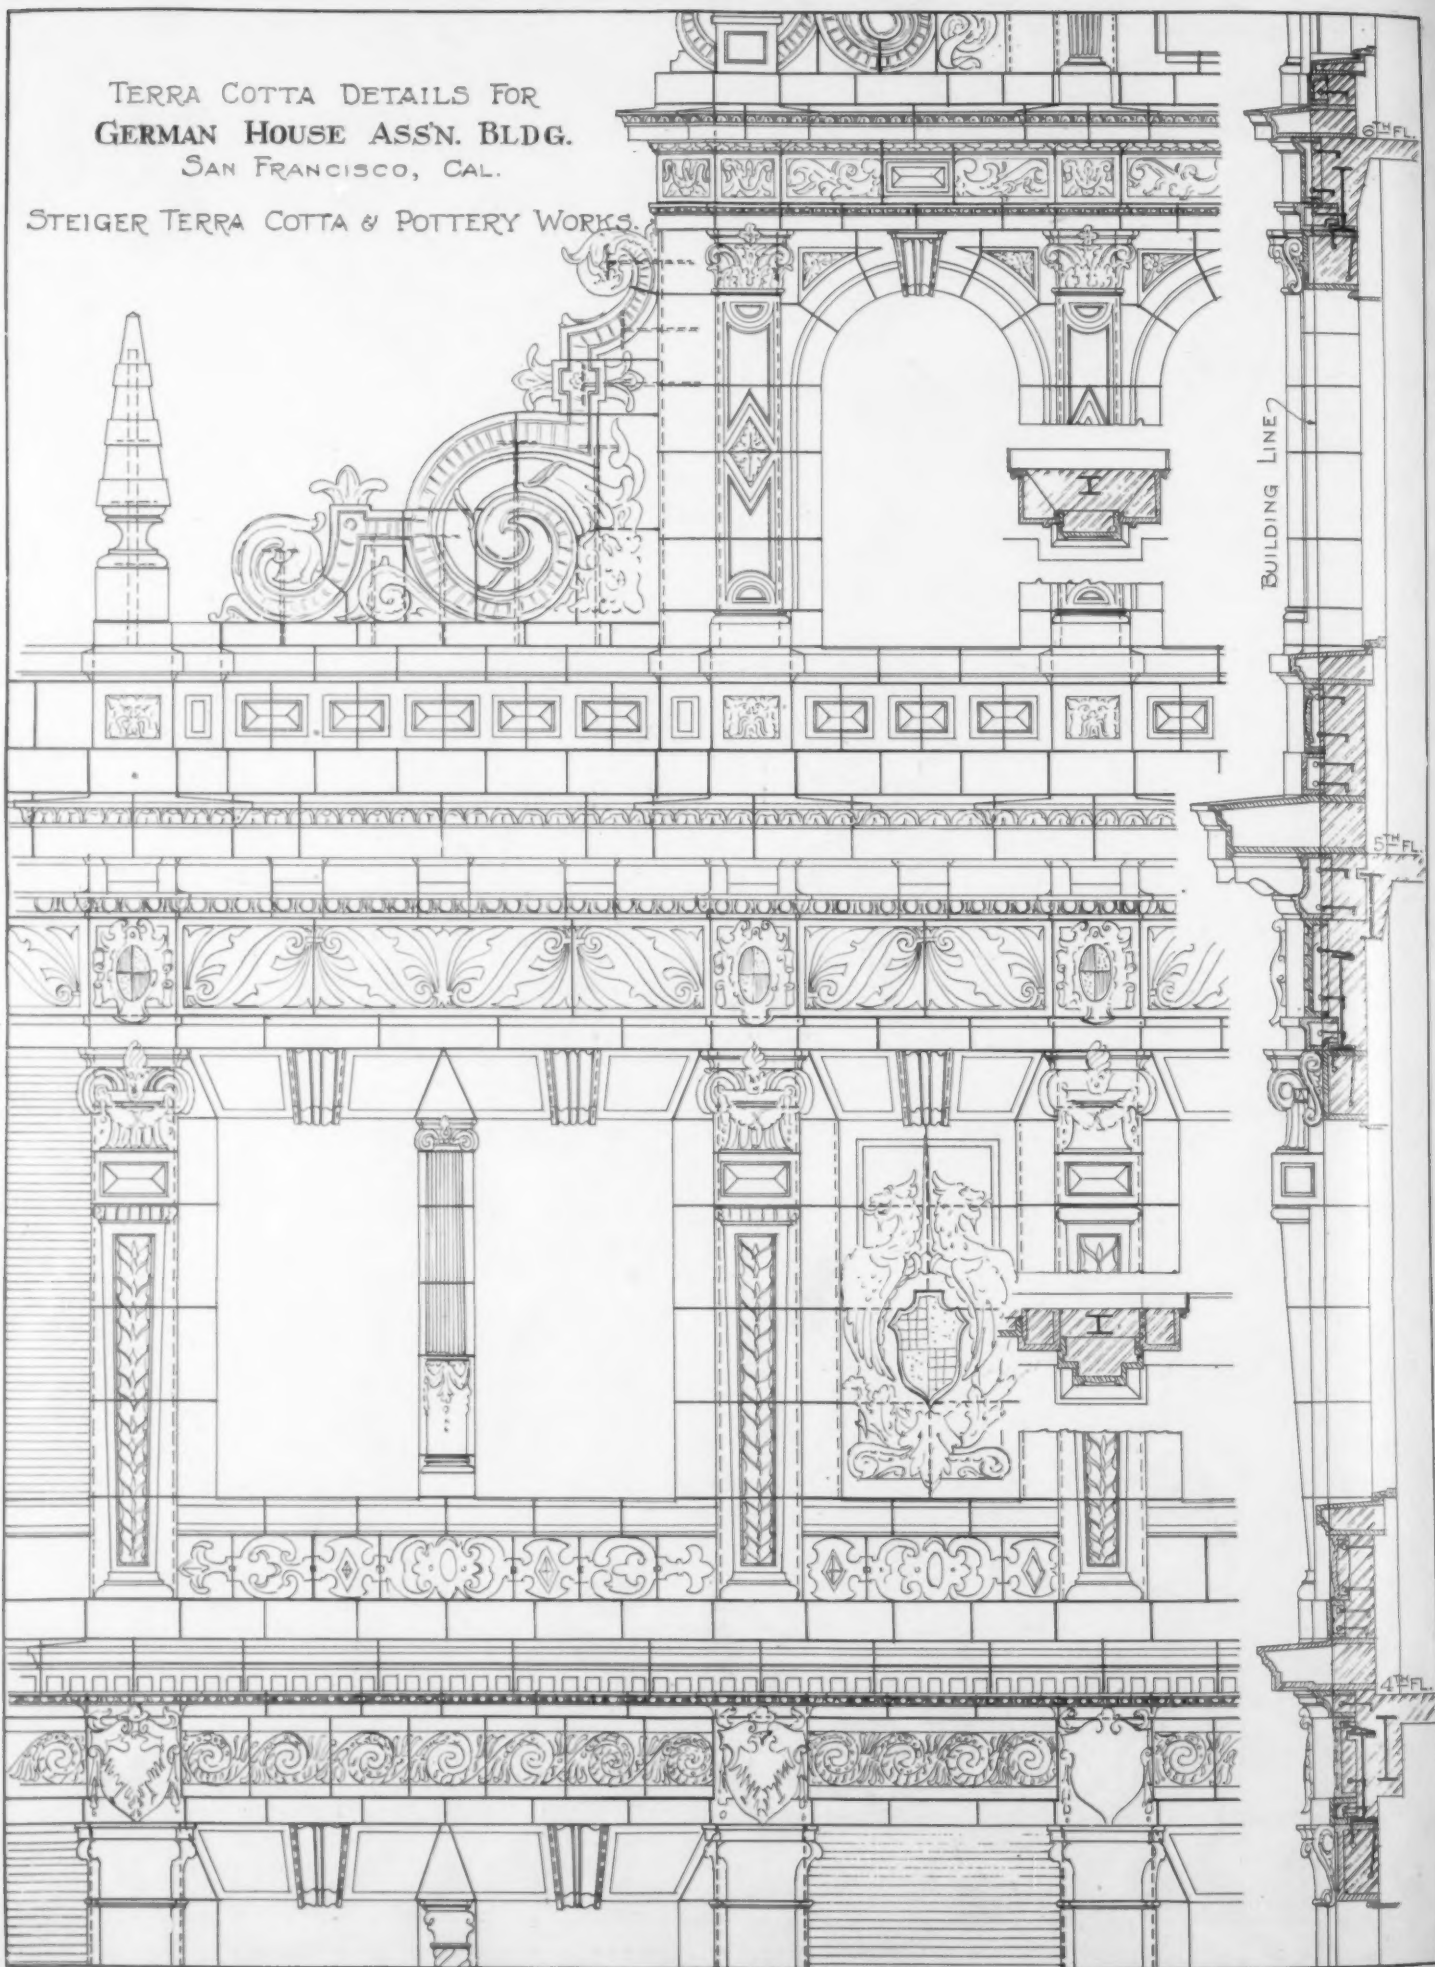 TERRA COTTA DETAILS FOR
GERMAN HOUSE ASS'N. BLDG.
SAN FRANCISCO, CAL.
STEIGER TERRA COTTA & POTTERY WORKS.
6TH FL.
BUILDING LINE
5TH FL.
4TH FL.